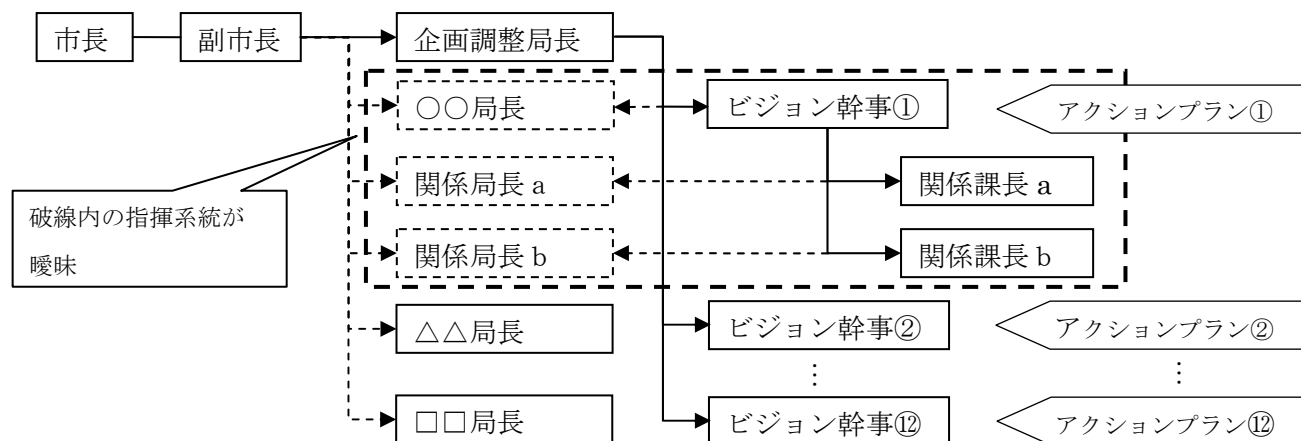 市長
副市長
企画調整局長
○○局長
ビジョン幹事①
アクションプラン①
関係局長 a
関係課長 a
破線内の指揮系統が
曖昧
関係局長 b
関係課長 b
△△局長
ビジョン幹事②
アクションプラン②
…
…
□□局長
ビジョン幹事⑫
アクションプラン⑫